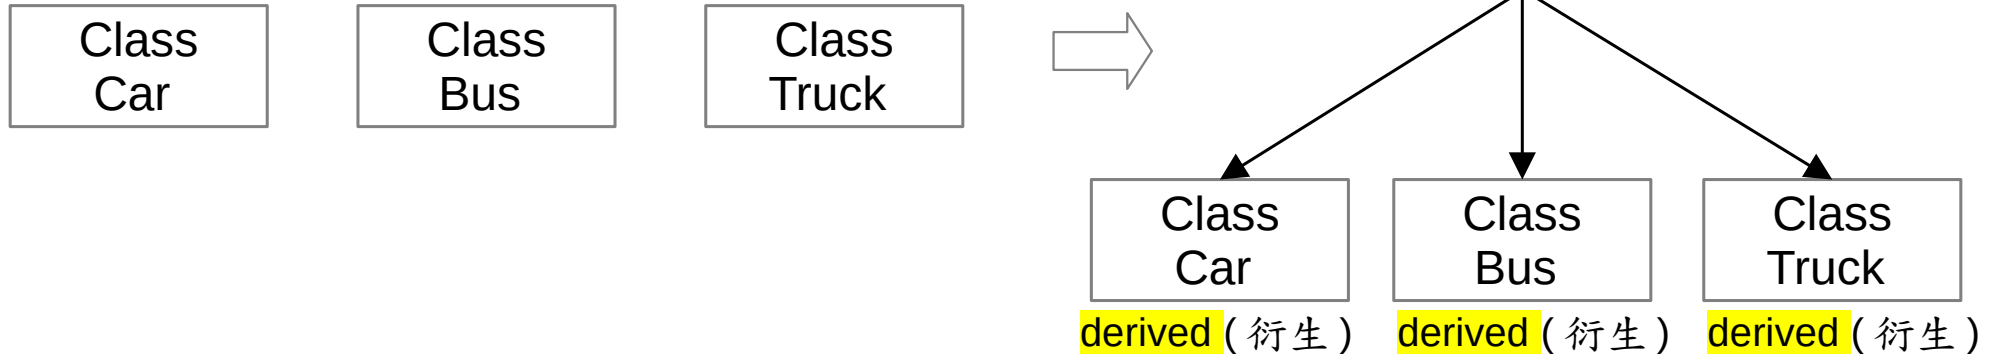 Class
Car
Class
Bus
Class
Truck
Class
Car
Class
Bus
Class
Truck
derived (衍生)
derived (衍生)
derived (衍生)